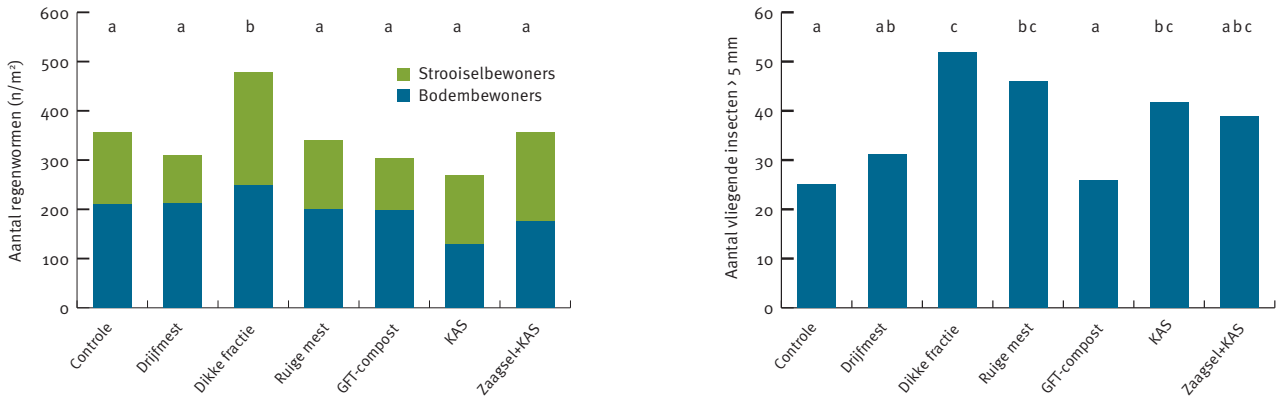 Aantal regenwormen (n/m²)
600
500
400
300
200
100
0
a a b a a a a
Strooiselbewoners
Bodembewoners
Controle
Drijfmest
Dikke fractie
Ruige mest
GFT-compost
KAS
Zaagsel+KAS
Aantal vliegende insecten > 5 mm
60
50
40
30
20
10
0
a ab c bc a bc abc
Controle
Drijfmest
Dikke fractie
Ruige mest
GFT-compost
KAS
Zaagsel+KAS